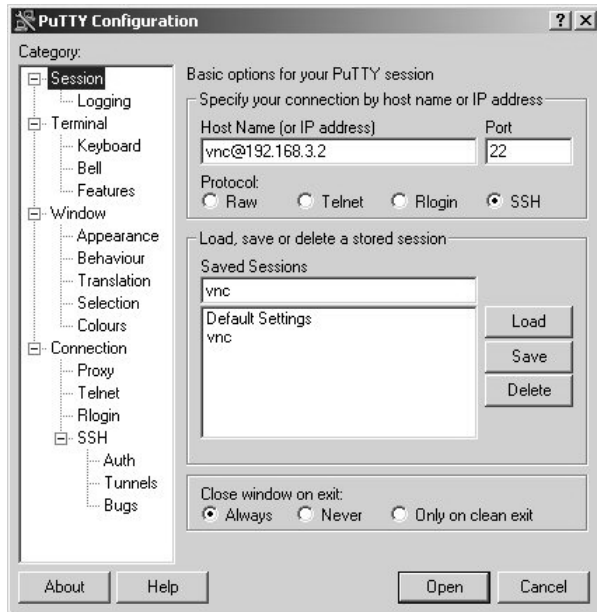 PuTTY Configuration
Category:
Session
Logging
Terminal
Keyboard
Bell
Features
Window
Appearance
Behaviour
Translation
Selection
Colours
Connection
Proxy
Telnet
Rlogin
SSH
Auth
Tunnels
Bugs
Basic options for your PuTTY session
Specify your connection by host name or IP address
Host Name (or IP address) Port
vnc@192.168.3.2 22
Protocol:
Raw Telnet Rlogin SSH
Load, save or delete a stored session
Saved Sessions
vnc
Default Settings
vnc
Load
Save
Delete
Close window on exit:
Always Never Only on clean exit
About Help Open Cancel